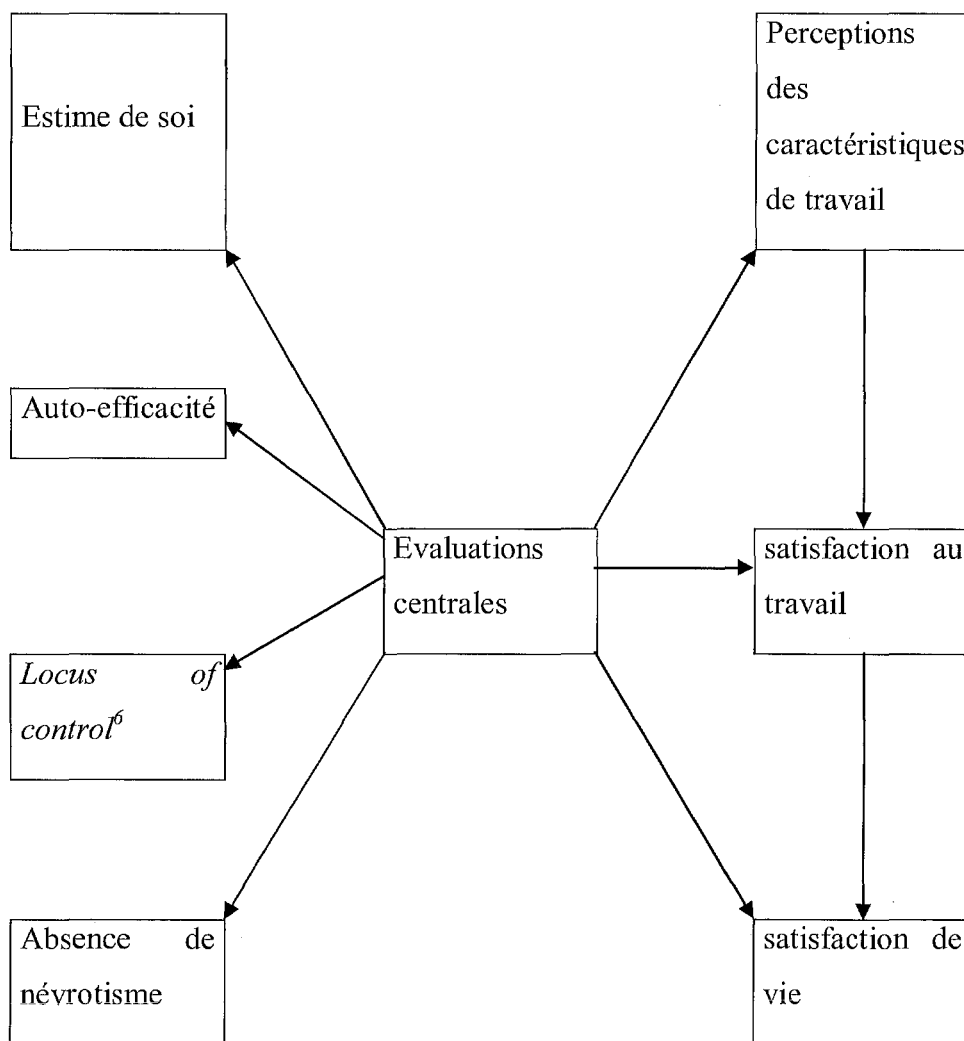 Estime de soi
Perceptions
des
caractéristiques
de travail
Auto-efficacité
Evaluations
centrales
satisfaction au
travail
Locus of
control⁶
Absence de
névrotisme
satisfaction de
vie